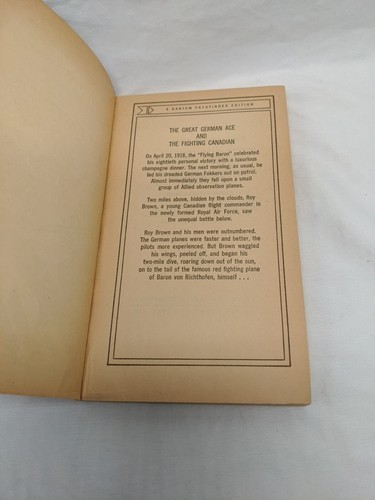 A BANTAM PATHFINDER EDITION
THE GREAT GERMAN ACE
AND
THE FIGHTING CANADIAN
On April 20, 1918, the "Flying Baron" celebrated
his eightieth personal victory with a luxurious
champagne dinner. The next morning, as usual, he
led his dreaded German Fokkers out on patrol.
Almost immediately they fell upon a small
group of Allied observation planes.
Two miles above, hidden by the clouds, Roy
Brown, a young Canadian flight commander in
the newly formed Royal Air Force, saw
the unequal battle below.
Roy Brown and his men were outnumbered.
The German planes were faster and better, the
pilots more experienced. But Brown waggled
his wings, peeled off, and began his
two-mile dive, roaring down out of the sun,
on to the tail of the famous red fighting plane
of Baron von Richthofen, himself . . .